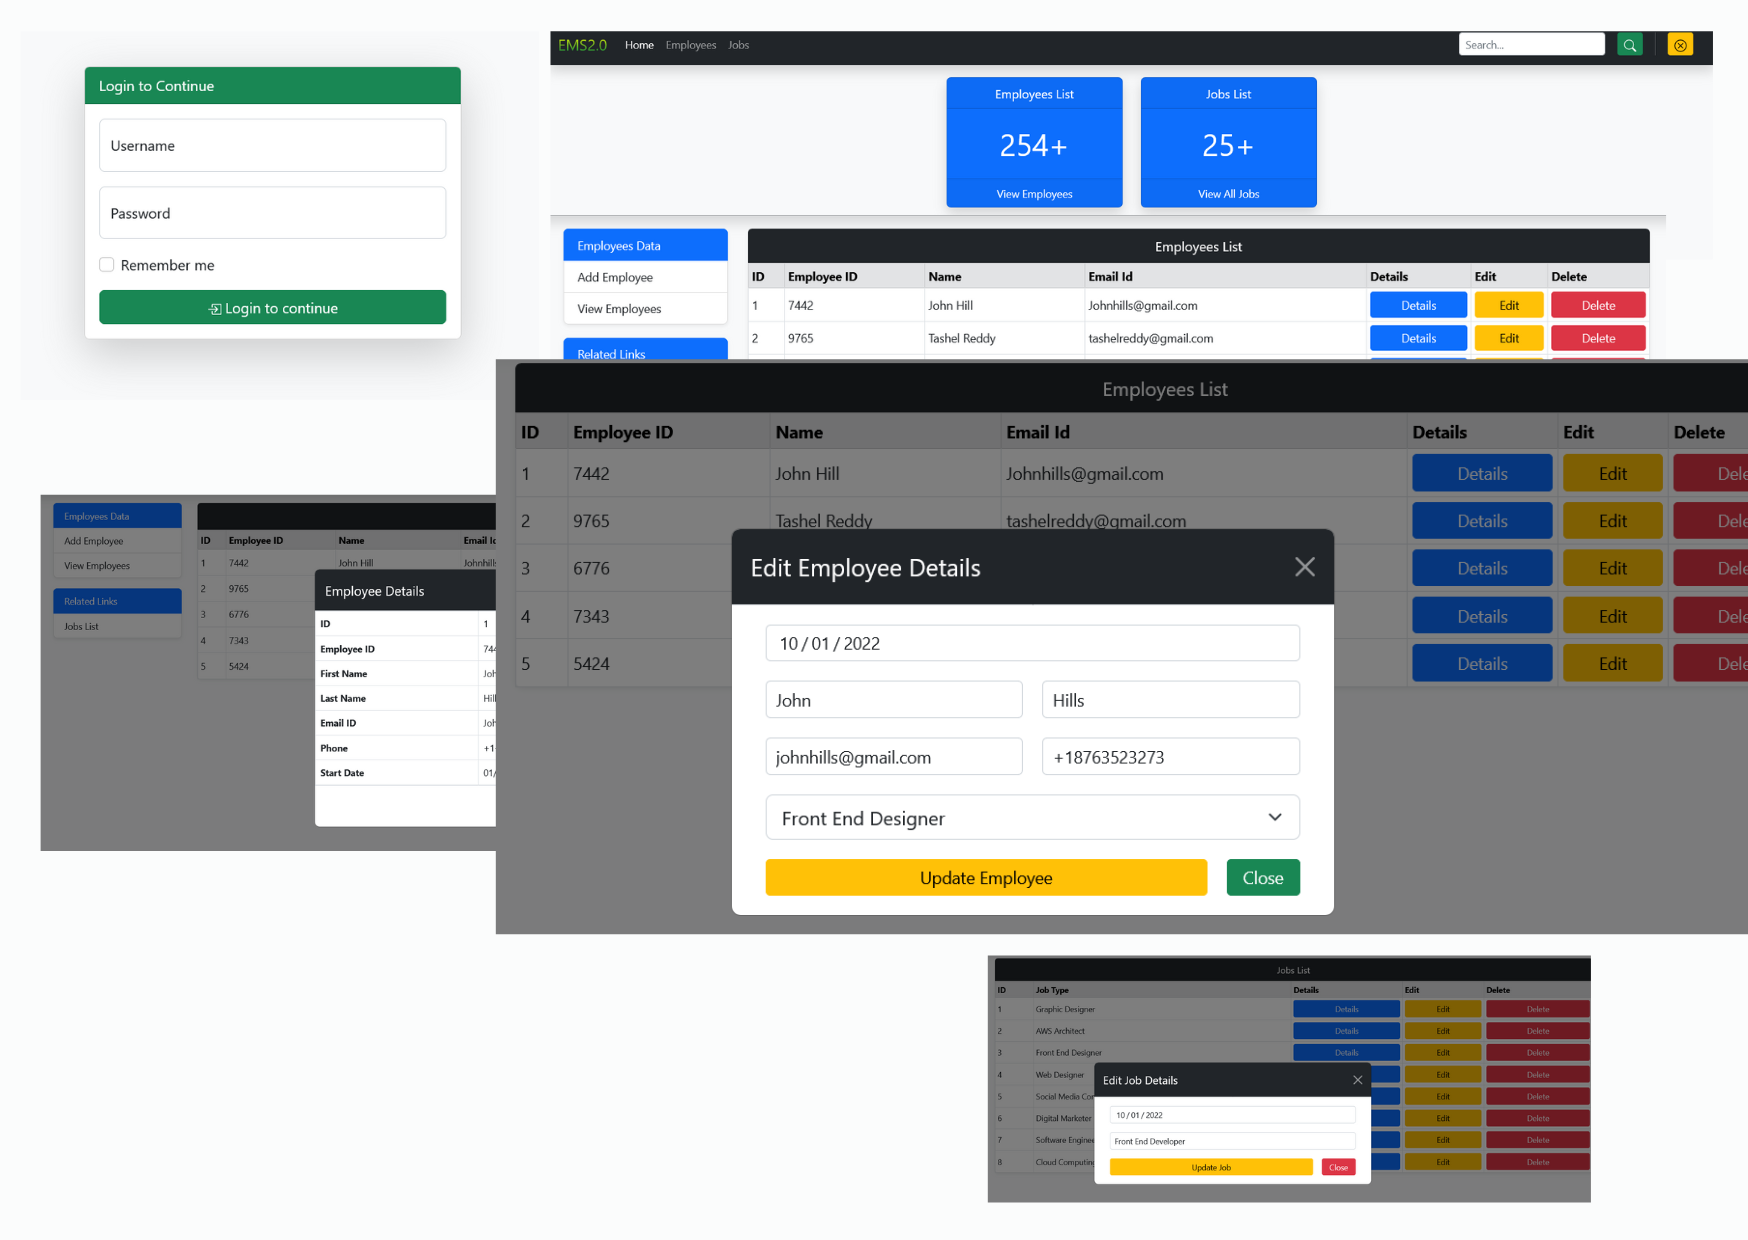 Login to Continue
Username
Password
Remember me
Login to continue
EMS2.0 Home Employees Jobs Search...
Employees List Jobs List
254+ 25+
View Employees View All Jobs
Employees Data
Add Employee
View Employees
Related Links
Employees List
ID Employee ID Name Email Id Details Edit Delete
1 7442 John Hill Johnhills@gmail.com Details Edit Delete
2 9765 Tashel Reddy tashelreddy@gmail.com Details Edit Delete
Employees List
ID Employee ID Name Email Id Details Edit Delete
1 7442 John Hill Johnhills@gmail.com Details Edit Dele
2 9765 Tashel Reddy tashelreddy@gmail.com Details Edit Dele
3 6776 Details Edit Dele
4 7343 Details Edit Dele
5 5424 Details Edit Dele
Edit Employee Details
10/01/2022
John Hills
johnhills@gmail.com +18763523273
Front End Designer
Update Employee Close
Employees Data
Add Employee
View Employees
Related Links
Jobs List
ID Employee ID Name Email Id
1 7442 John Hill Johnhills
2 9765
3 6776
4 7343
5 5424
Employee Details
ID 1
Employee ID 744
First Name Joh
Last Name Hil
Email ID Joh
Phone +1
Start Date 01/
Jobs List
ID Job Type Details Edit Delete
1 Graphic Designer Details Edit Delete
2 AWS Architect Details Edit Delete
3 Front End Designer Details Edit Delete
4 Web Designer Edit Delete
5 Social Media Co Edit Delete
6 Digital Marketer Edit Delete
7 Software Enginee Edit Delete
8 Cloud Computing Edit Delete
Edit Job Details
10/01/2022
Front End Developer
Update Job Close